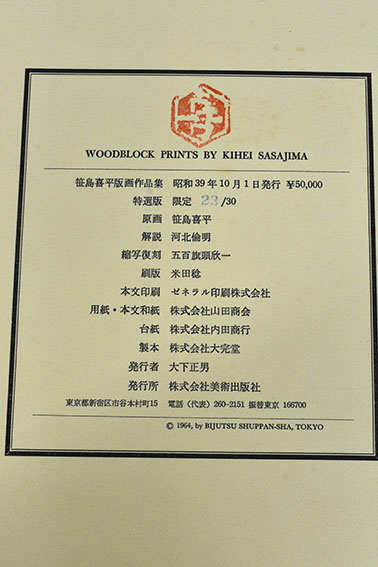 WOODBLOCK PRINTS BY KIHEI SASAJIMA
笹島喜平版画作品集 昭和39年10月1日発行 ¥50,000
特選版 限定 23/30
原画 笹島喜平
解説 河北倫明
縮写復刻 五百旗頭欣一
刷版 米田稔
本文印刷 ゼネラル印刷株式会社
用紙・本文和紙 株式会社山田商会
台紙 株式会社内田商行
製本 株式会社大完堂
発行者 大下正男
発行所 株式会社美術出版社
東京都新宿区市谷本村町15 電話(代表)260-2151 振替東京 166700
© 1964, by BIJUTSU SHUPPAN-SHA, TOKYO